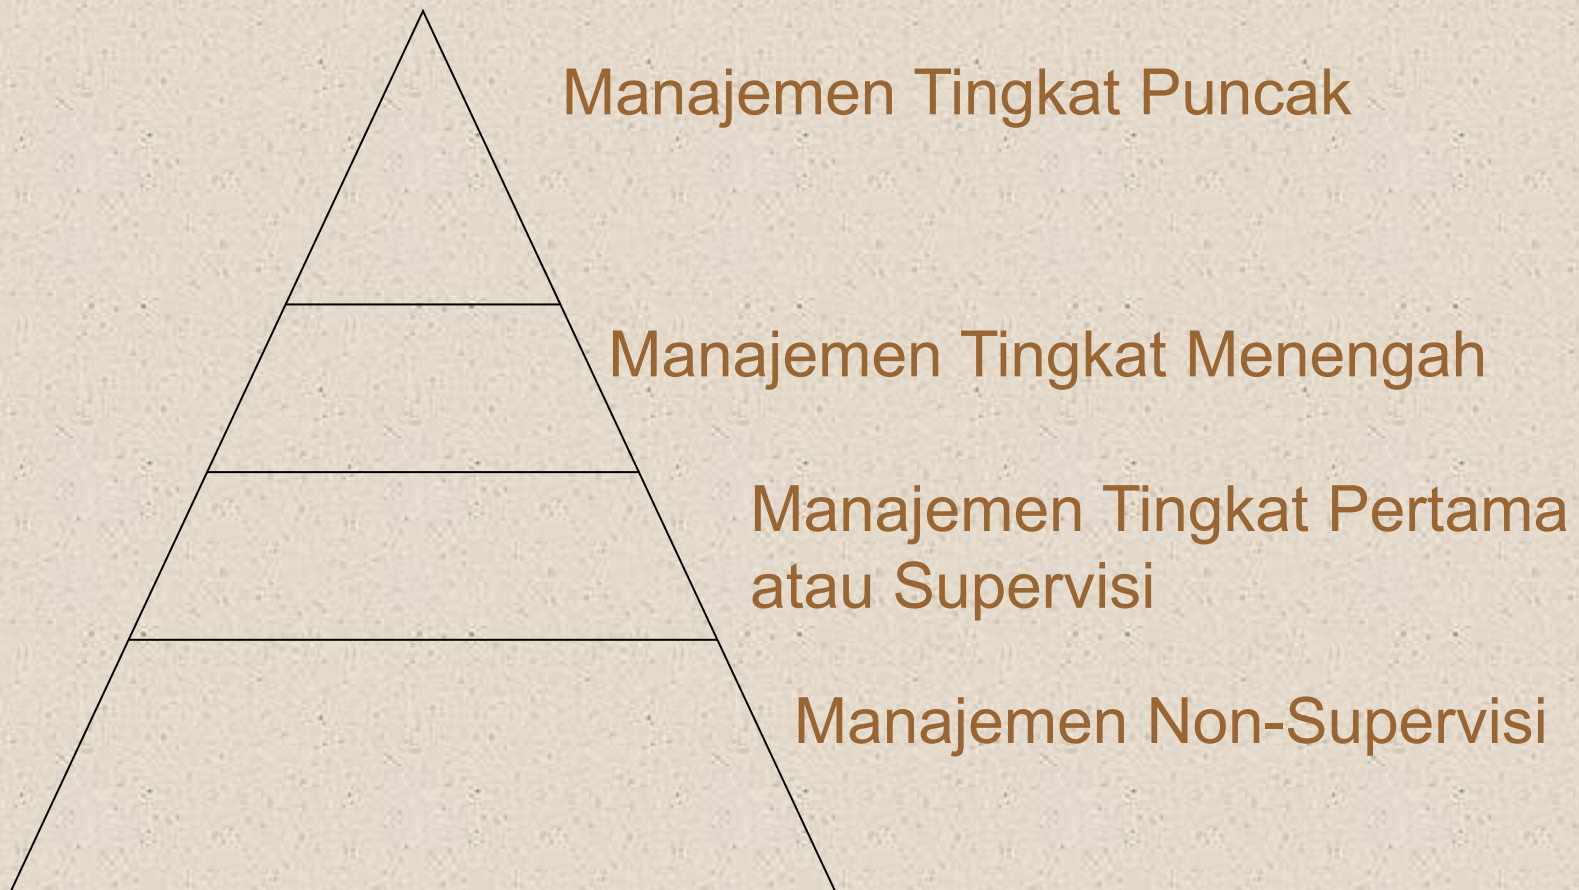 Manajemen Tingkat Puncak
Manajemen Tingkat Menengah
Manajemen Tingkat Pertama
atau Supervisi
Manajemen Non-Supervisi